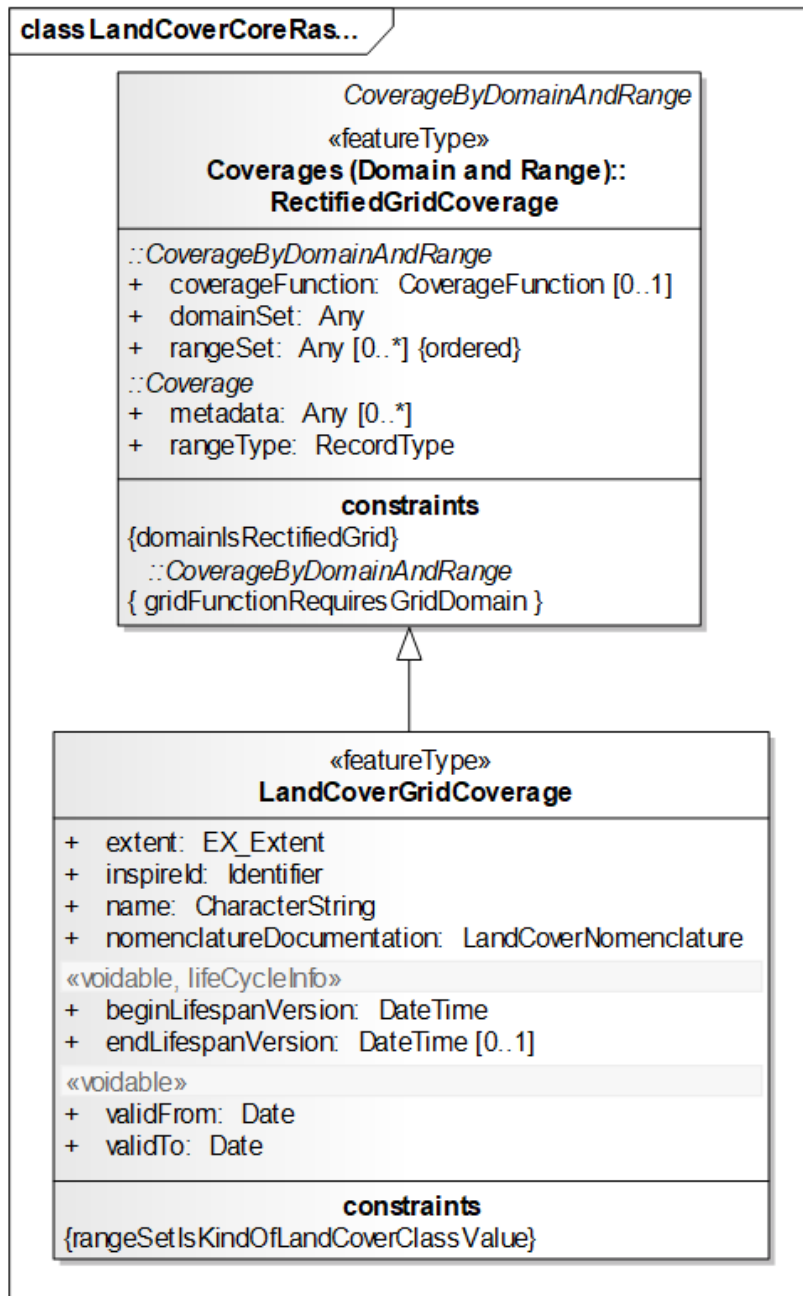 class LandCoverCoreRas...
CoverageByDomainAndRange
«featureType»
Coverages (Domain and Range)::
RectifiedGridCoverage
::CoverageByDomainAndRange
+ coverageFunction: CoverageFunction [0..1]
+ domainSet: Any
+ rangeSet: Any [0..*] {ordered}
::Coverage
+ metadata: Any [0..*]
+ rangeType: RecordType
constraints
{domainIsRectifiedGrid}
::CoverageByDomainAndRange
{ gridFunctionRequiresGridDomain }
«featureType»
LandCoverGridCoverage
+ extent: EX_Extent
+ inspireId: Identifier
+ name: CharacterString
+ nomenclatureDocumentation: LandCoverNomenclature
«voidable, lifeCycleInfo»
+ beginLifespanVersion: DateTime
+ endLifespanVersion: DateTime [0..1]
«voidable»
+ validFrom: Date
+ validTo: Date
constraints
{rangeSetIsKindOfLandCoverClassValue}